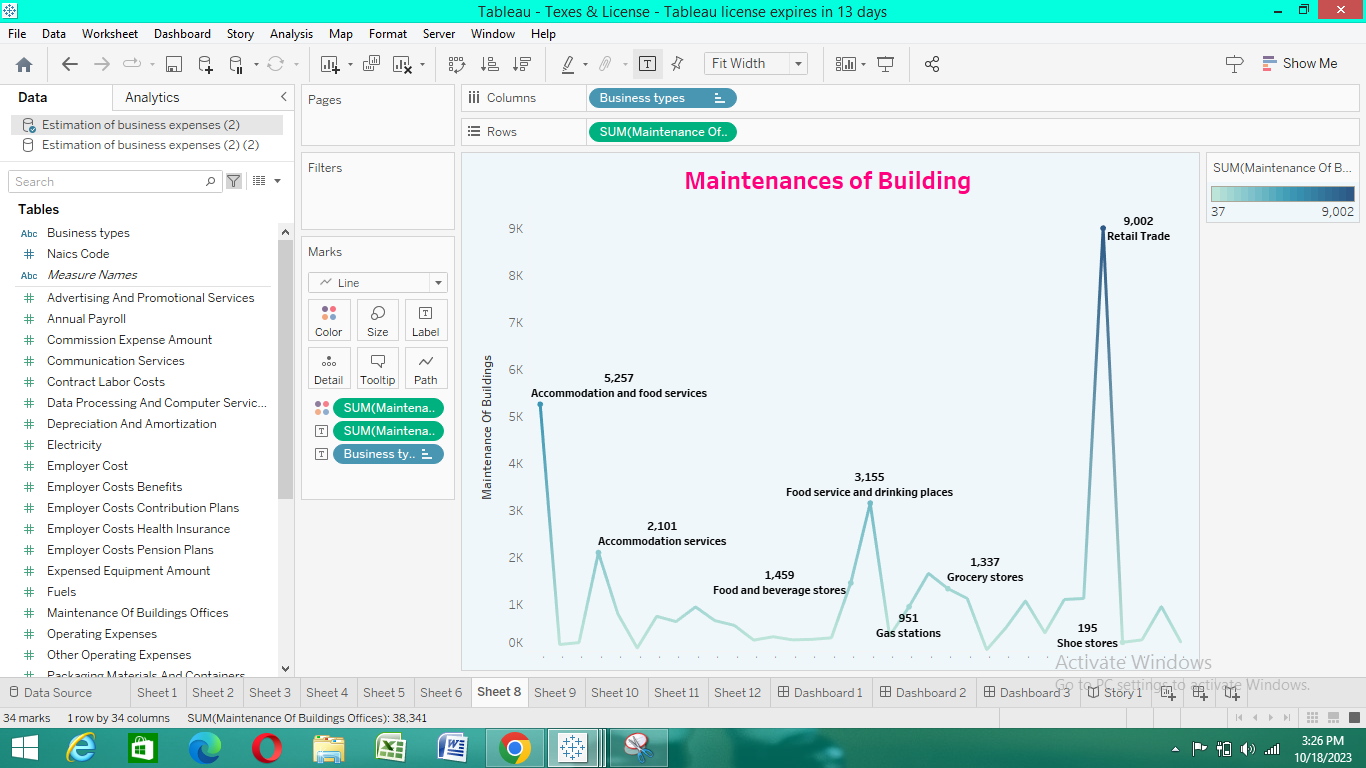 Tableau - Texes & License - Tableau license expires in 13 days
File Data Worksheet Dashboard Story Analysis Map Format Server Window Help
Fit Width
Show Me
Data Analytics
Estimation of business expenses (2)
Estimation of business expenses (2) (2)
Search
Tables
Abc Business types
# Naics Code
Abc Measure Names
# Advertising And Promotional Services
# Annual Payroll
# Commission Expense Amount
# Communication Services
# Contract Labor Costs
# Data Processing And Computer Servic...
# Depreciation And Amortization
# Electricity
# Employer Cost
# Employer Costs Benefits
# Employer Costs Contribution Plans
# Employer Costs Health Insurance
# Employer Costs Pension Plans
# Expensed Equipment Amount
# Fuels
# Maintenance Of Buildings Offices
# Operating Expenses
# Other Operating Expenses
Packaging Materials And Containers
Pages
Filters
Marks
Line
Color Size Label
Detail Tooltip Path
SUM(Maintena..
SUM(Maintena..
Business ty..
Columns Business types
Rows SUM(Maintenance Of..
Maintenances of Building
Maintenance Of Buildings
9K
8K
7K
6K
5K
4K
3K
2K
1K
0K
5,257
Accommodation and food services
2,101
Accommodation services
1,459
Food and beverage stores
3,155
Food service and drinking places
951
Gas stations
1,337
Grocery stores
9,002
Retail Trade
195
Shoe stores
SUM(Maintenance Of B...
37 9,002
Activate Windows
Go to PC settings to activate Windows.
Data Source Sheet 1 Sheet 2 Sheet 3 Sheet 4 Sheet 5 Sheet 6 Sheet 8 Sheet 9 Sheet 10 Sheet 11 Sheet 12 Dashboard 1 Dashboard 2 Dashboard 3 Story 1
34 marks 1 row by 34 columns SUM(Maintenance Of Buildings Offices): 38,341
3:26 PM
10/18/2023